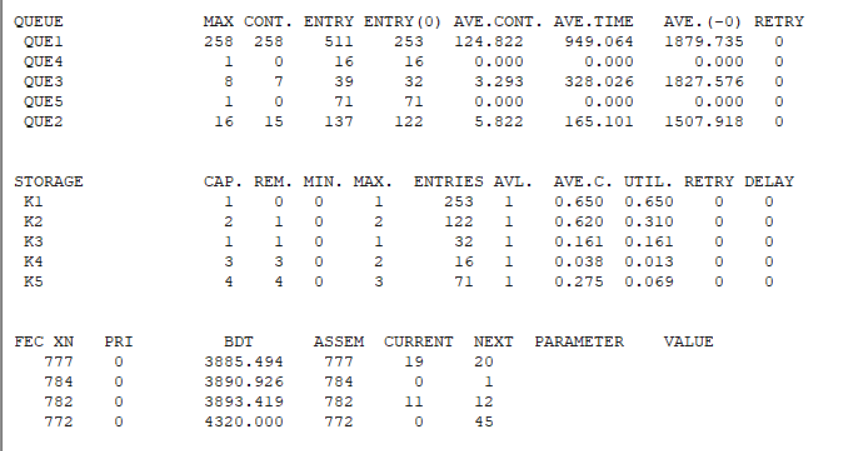 QUEUE MAX CONT. ENTRY ENTRY(0) AVE.CONT. AVE.TIME AVE.(-0) RETRY
QUE1 258 258 511 253 124.822 949.064 1879.735 0
QUE4 1 0 16 16 0.000 0.000 0.000 0
QUE3 8 7 39 32 3.293 328.026 1827.576 0
QUE5 1 0 71 71 0.000 0.000 0.000 0
QUE2 16 15 137 122 5.822 165.101 1507.918 0
STORAGE CAP. REM. MIN. MAX. ENTRIES AVL. AVE.C. UTIL. RETRY DELAY
K1 1 0 0 1 253 1 0.650 0.650 0 0
K2 2 1 0 2 122 1 0.620 0.310 0 0
K3 1 1 0 1 32 1 0.161 0.161 0 0
K4 3 3 0 2 16 1 0.038 0.013 0 0
K5 4 4 0 3 71 1 0.275 0.069 0 0
FEC XN PRI BDT ASSEM CURRENT NEXT PARAMETER VALUE
777 0 3885.494 777 19 20
784 0 3890.926 784 0 1
782 0 3893.419 782 11 12
772 0 4320.000 772 0 45